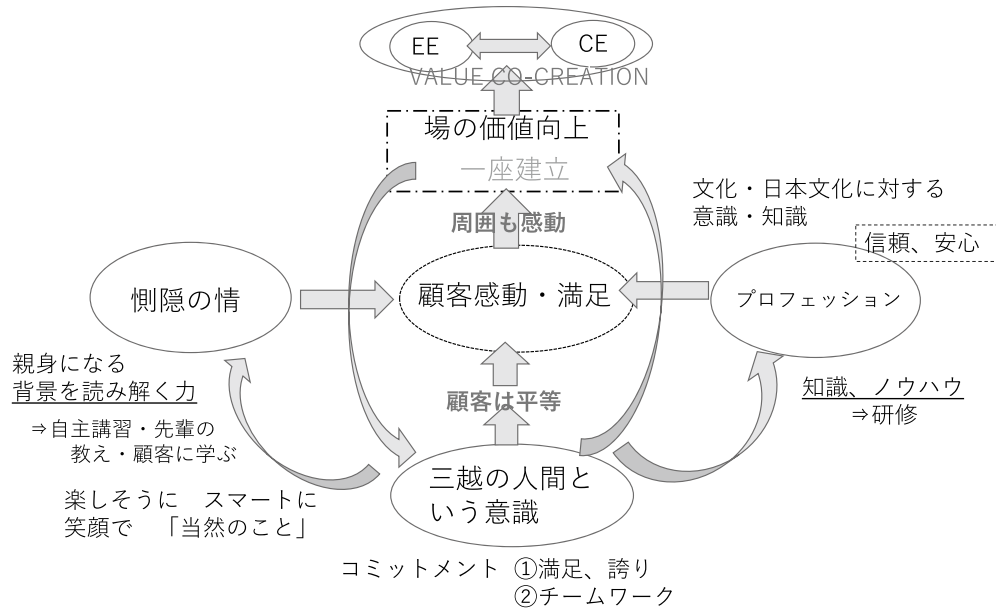 EE
CE
VALUE CO-CREATION
場の価値向上
一座建立
周囲も感動
文化・日本文化に対する
意識・知識
信頼、安心
惻隠の情
顧客感動・満足
プロフェッション
親身になる
背景を読み解く力
⇒自主講習・先輩の
教え・顧客に学ぶ
顧客は平等
知識、ノウハウ
⇒研修
楽しそうに　スマートに
笑顔で　「当然のこと」
三越の人間と
いう意識
コミットメント ①満足、誇り
②チームワーク